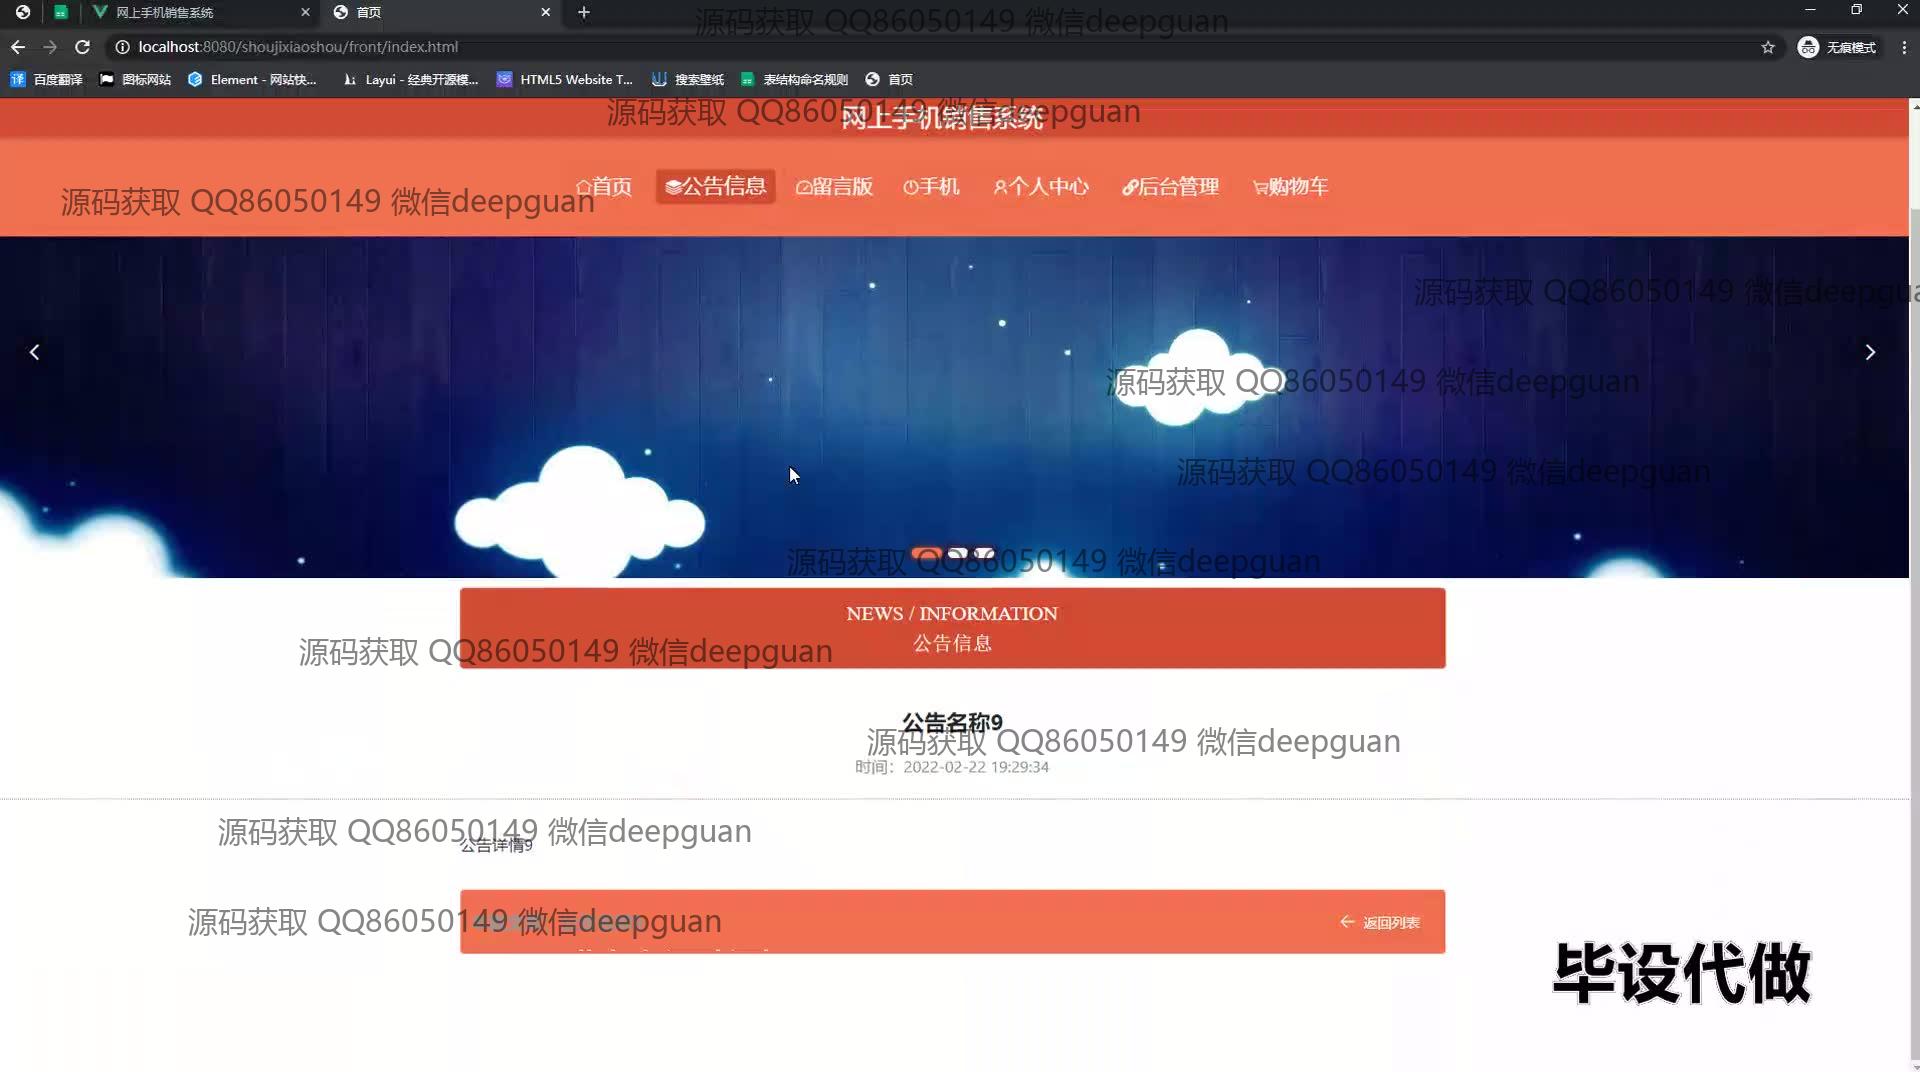 网上手机销售系统
首页
源码获取 QQ86050149 微信deepguan
localhost:8080/shoujixiaoshou/front/index.html
无痕模式
百度翻译
图标网站
Element - 网站快...
Layui - 经典开源模...
HTML5 Website T...
搜索壁纸
表结构命名规则
首页
源码获取 QQ86050149 微信deepguan
网上手机销售系统
首页
公告信息
留言版
手机
个人中心
后台管理
购物车
源码获取 QQ86050149 微信deepguan
源码获取 QQ86050149 微信deepgua
源码获取 QQ86050149 微信deepguan
源码获取 QQ86050149 微信deepguan
源码获取 QQ86050149 微信deepguan
NEWS / INFORMATION
公告信息
源码获取 QQ86050149 微信deepguan
公告名称9
源码获取 QQ86050149 微信deepguan
时间：2022-02-22 19:29:34
源码获取 QQ86050149 微信deepguan
公告详情9
源码获取 QQ86050149 微信deepguan
返回列表
毕设代做